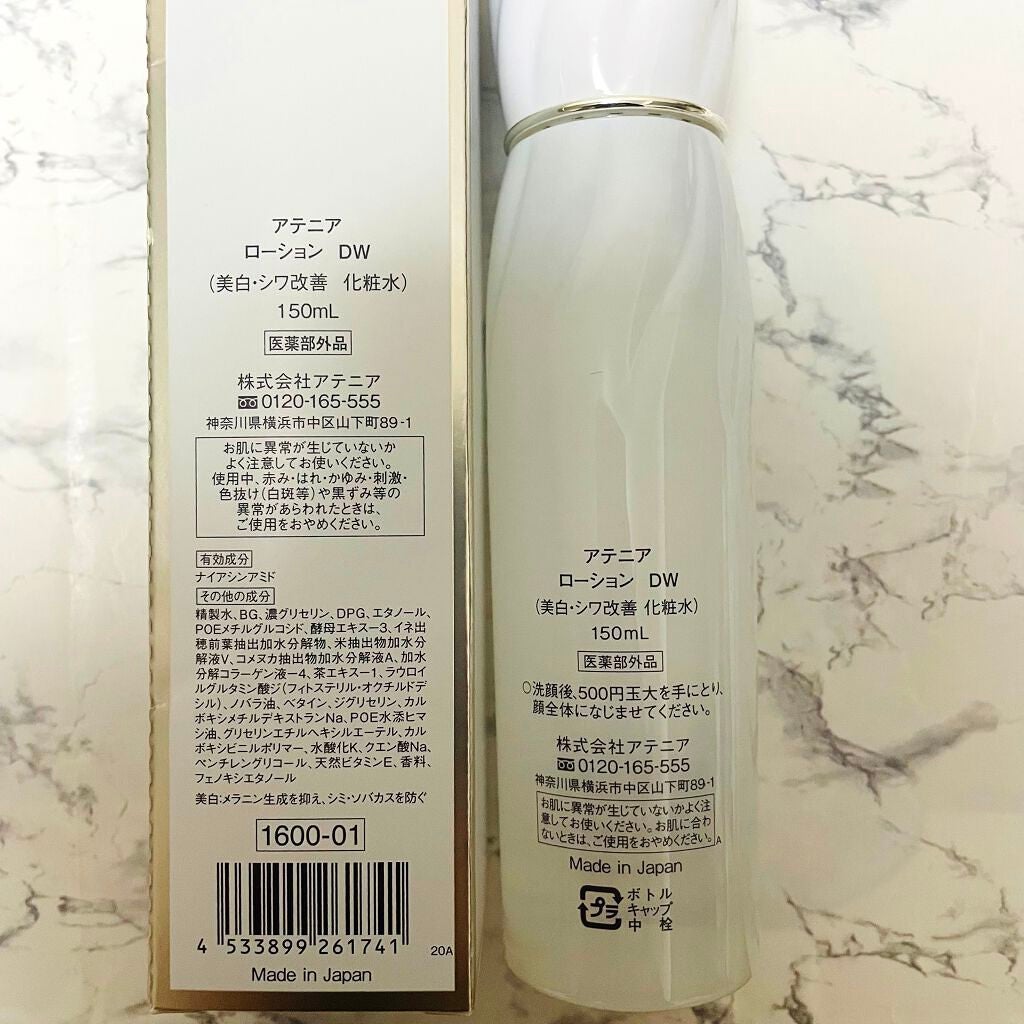 アテニア
ローション DW
(美白・シワ改善 化粧水)
150mL
医薬部外品
株式会社アテニア
0120-165-555
神奈川県横浜市中区山下町89-1
お肌に異常が生じていないか
よく注意してお使いください。
使用中、赤み・はれ・かゆみ・刺激・
色抜け(白斑等)や黒ずみ等の
異常があらわれたときは、
ご使用をおやめください。
有効成分
ナイアシンアミド
その他の成分
精製水、BG、濃グリセリン、DPG、エタノール、
POEメチルグルコシド、酵母エキス-3、イネ出
穂前葉抽出加水分解物、米抽出物加水分
解液V、コメヌカ抽出物加水分解液A、加水
分解コラーゲン液-4、茶エキス-1、ラウロイ
ルグルタミン酸ジ(フィトステリル・オクチルドデ
シル)、ノバラ油、ベタイン、ジグリセリン、カル
ボキシメチルデキストランNa、POE水添ヒマ
シ油、グリセリンエチルヘキシルエーテル、カル
ボキシビニルポリマー、水酸化K、クエン酸Na、
ペンチレングリコール、天然ビタミンE、香料、
フェノキシエタノール
美白:メラニン生成を抑え、シミ・ソバカスを防ぐ
1600-01
4 533899 261741
20A
Made in Japan
アテニア
ローション DW
(美白・シワ改善 化粧水)
150mL
医薬部外品
○洗顔後、500円玉大を手にとり、
顔全体になじませてください。
株式会社アテニア
0120-165-555
神奈川県横浜市中区山下町89-1
お肌に異常が生じていないかよく注
意してお使いください。お肌に合わ
ないときは、ご使用をおやめください。
A
Made in Japan
プラ
ボトル
キャップ
中栓